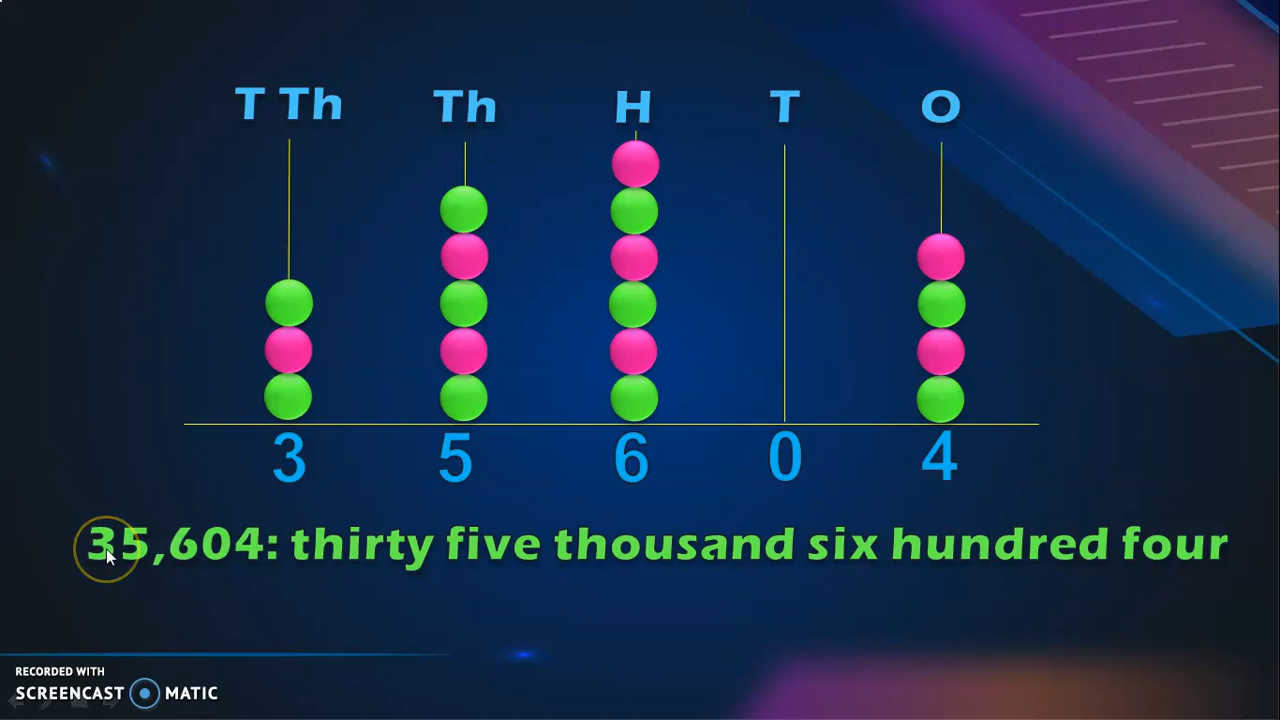 T Th Th H T O
3 5 6 0 4
35,604: thirty five thousand six hundred four
RECORDED WITH
SCREENCAST MATIC